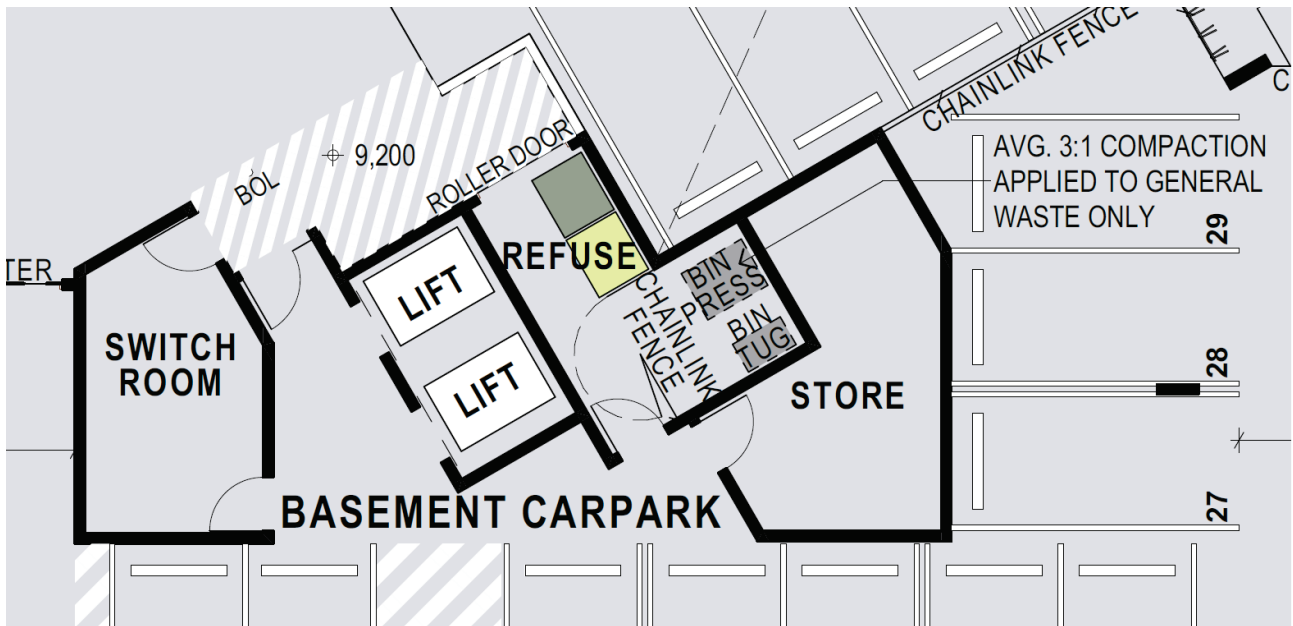 CHAINLINK FENCE
C
9,200
BOL
ROLLER DOOR
AVG. 3:1 COMPACTION
APPLIED TO GENERAL
WASTE ONLY
29
TER
REFUSE
LIFT
BIN
PRESS
CHAINLINK
FENCE
BIN
TUG
SWITCH
ROOM
LIFT
STORE
28
BASEMENT CARPARK
27